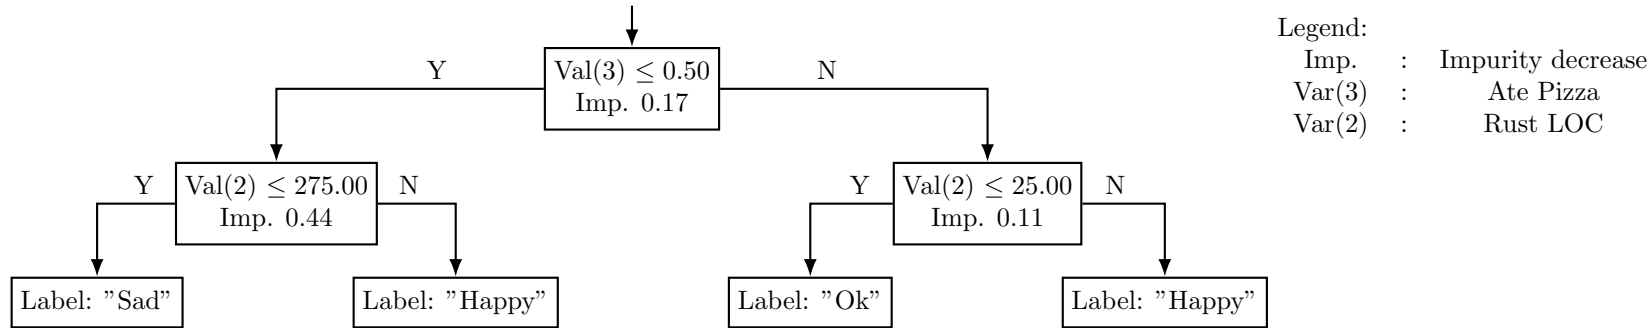 Y
Val(3) ≤ 0.50
Imp. 0.17
N
Legend:
Imp. : Impurity decrease
Var(3) : Ate Pizza
Var(2) : Rust LOC
Y
Val(2) ≤ 275.00
Imp. 0.44
N
Y
Val(2) ≤ 25.00
Imp. 0.11
N
Label: ”Sad”
Label: ”Happy”
Label: ”Ok”
Label: ”Happy”